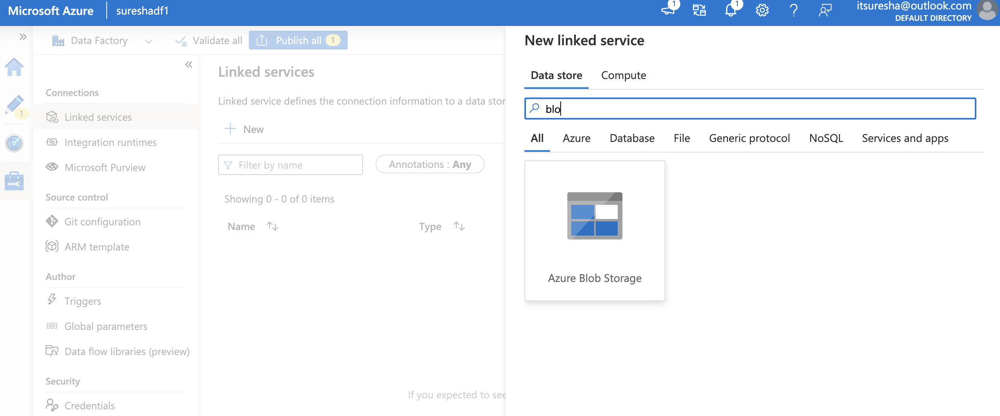 Microsoft Azure
sureshadf1
1
1
itsuresha@outlook.com
DEFAULT DIRECTORY
Data Factory
Validate all
Publish all 1
1
Connections
Linked services
Integration runtimes
Microsoft Purview
Source control
Git configuration
ARM template
Author
Triggers
Global parameters
Data flow libraries (preview)
Security
Credentials
Linked services
Linked service defines the connection information to a data stor
New
Filter by name
Annotations : Any
Showing 0 - 0 of 0 items
Name
Type
If you expected to see
New linked service
Data store Compute
blo
All Azure Database File Generic protocol NoSQL Services and apps
Azure Blob Storage